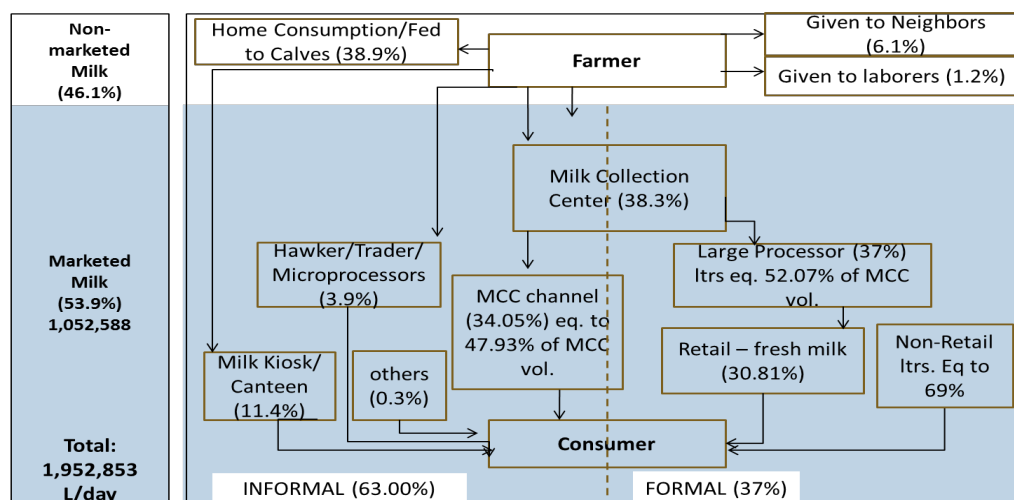 Non-
marketed
Milk
(46.1%)
Marketed
Milk
(53.9%)
1,052,588
Total:
1,952,853
L/day
Home Consumption/Fed
to Calves (38.9%)
Farmer
Given to Neighbors
(6.1%)
Given to laborers (1.2%)
Milk Collection
Center (38.3%)
Hawker/Trader/
Microprocessors
(3.9%)
MCC channel
(34.05%) eq. to
47.93% of MCC
vol.
Large Processor (37%)
ltrs eq. 52.07% of MCC
vol.
Milk Kiosk/
Canteen
(11.4%)
others
(0.3%)
Retail – fresh milk
(30.81%)
Non-Retail
ltrs. Eq to
69%
Consumer
INFORMAL (63.00%)
FORMAL (37%)